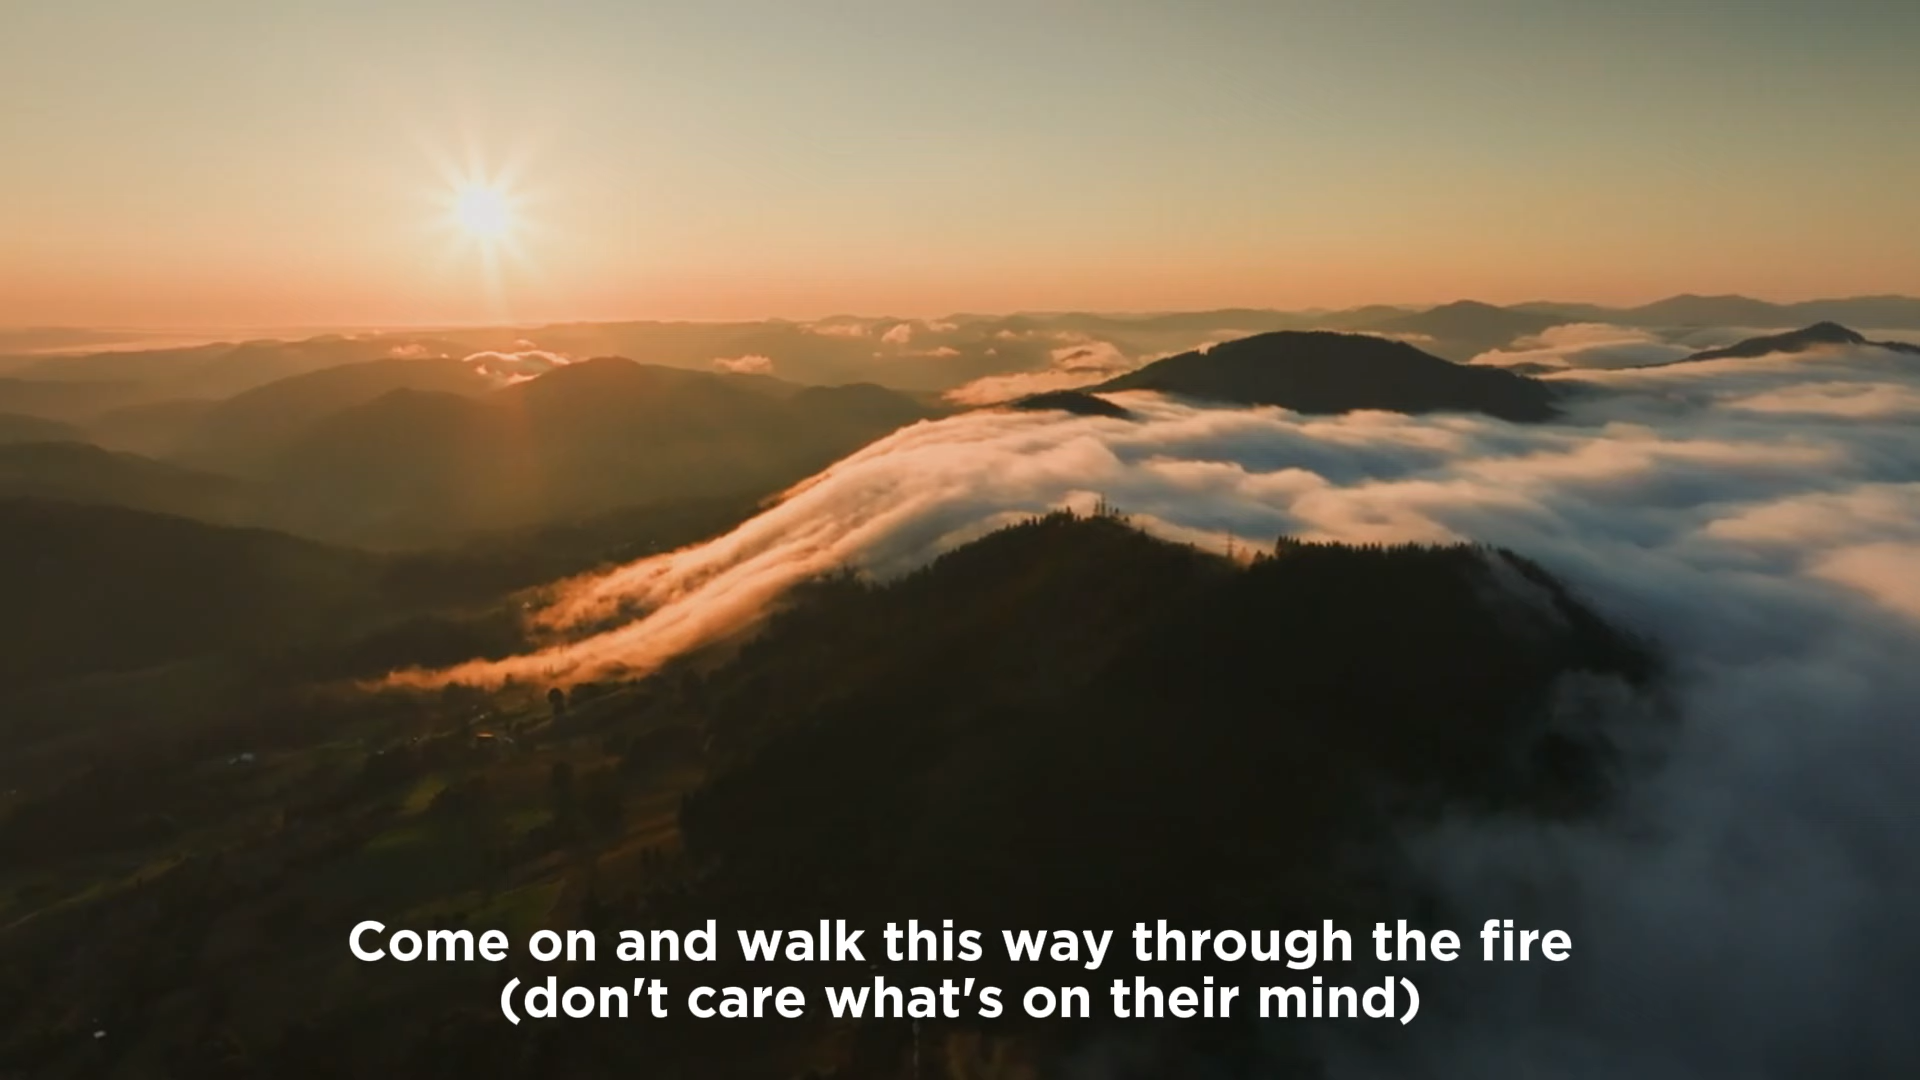 Come on and walk this way through the fire
(don't care what's on their mind)